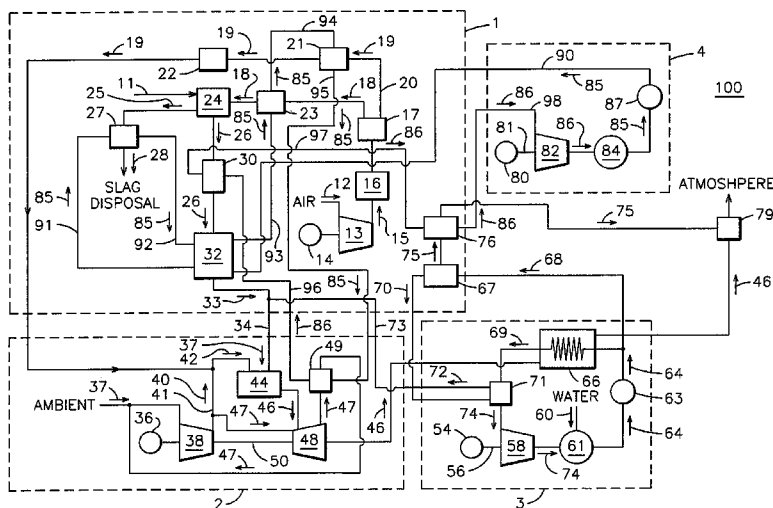 94 1
19 19 21 19 90 4
22 85 86 85 100
11 18 20 98 87
25 24 23 95 18 17 81 86 85
27 26 85 97 85 86 82 84
28 30 12 16 80 ATMOSHPERE
SLAG DISPOSAL AIR 13 75 79
85 85 26 15 76 86
91 92 32 93 14 75 68
33 96 85 70 67 46
34 86 73
37 42 49 69 66
AMBIENT 37 40 44 72 71 WATER 64
36 41 47 46 47 46 74 60 63
38 50 48 54 58 61 64
47 56 74
2 3